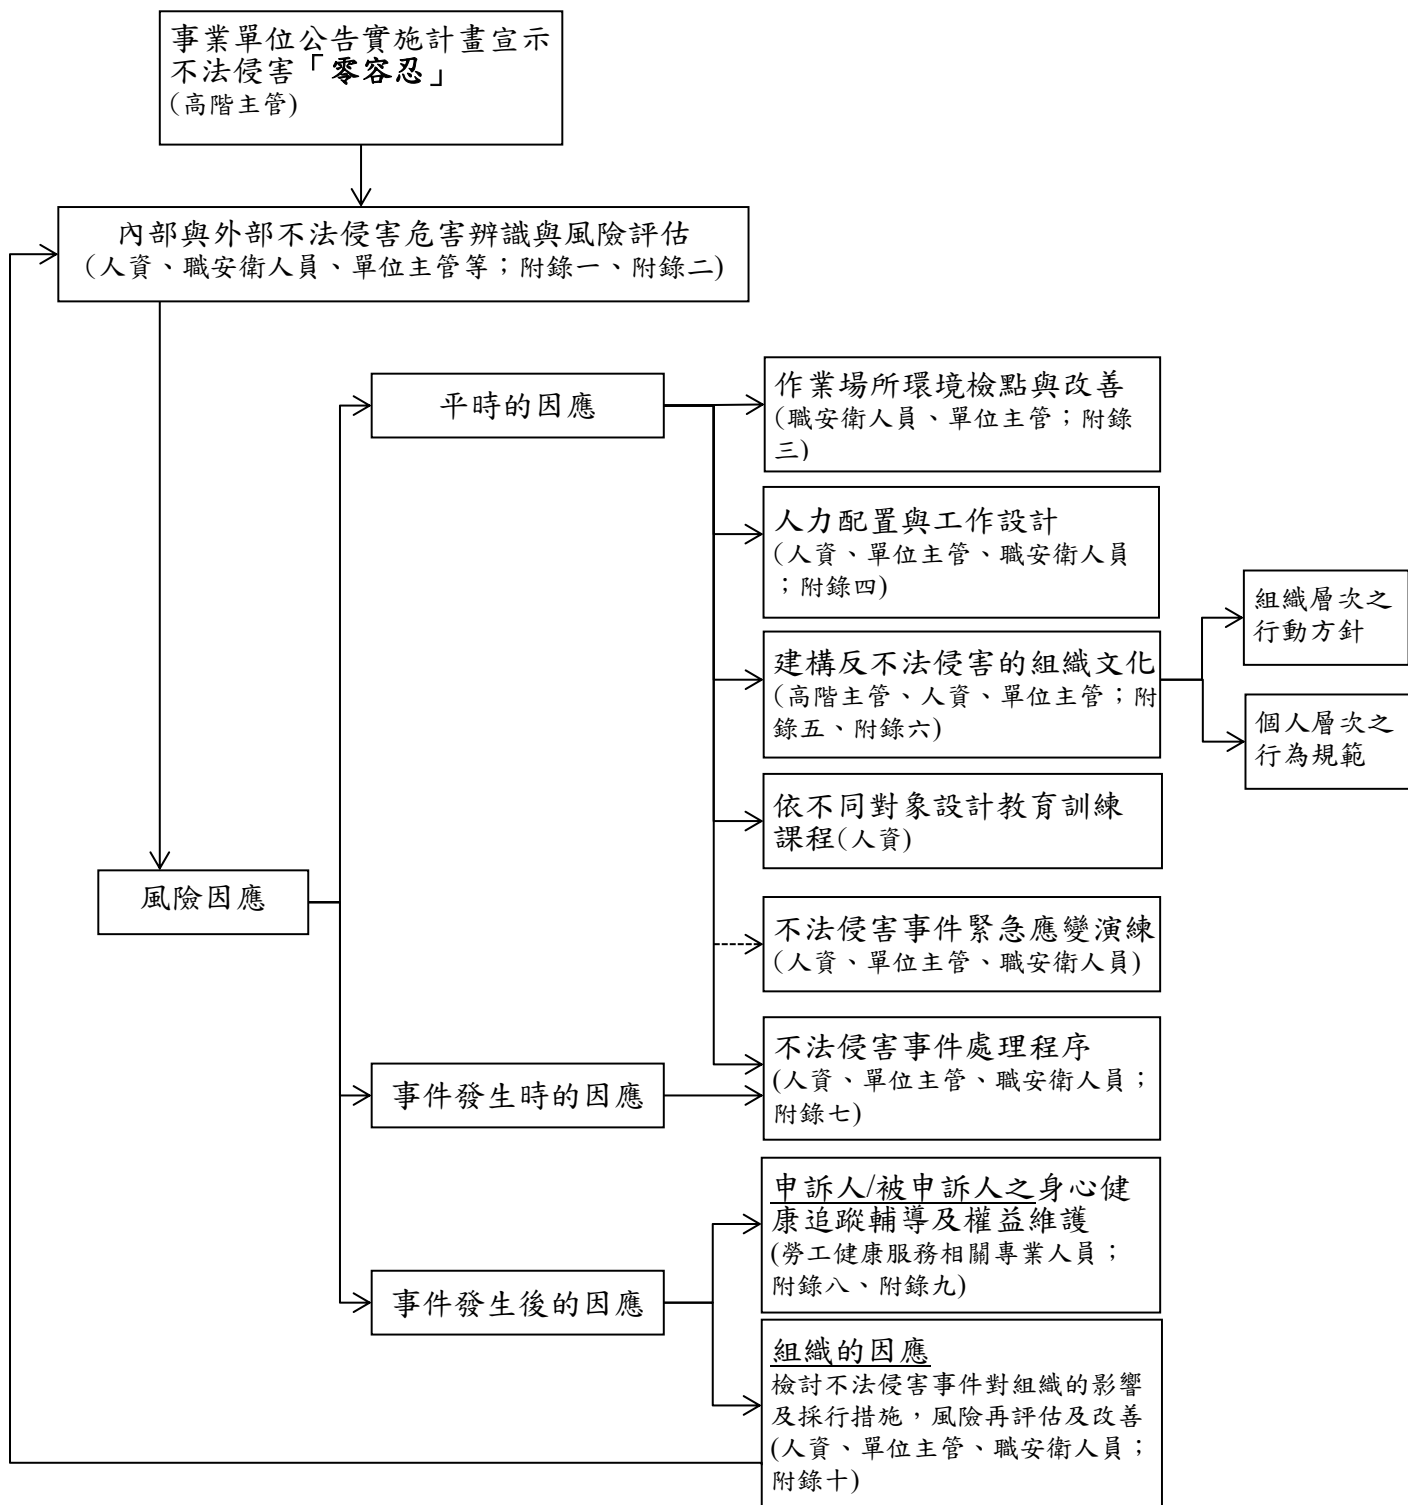 事業單位公告實施計畫宣示
不法侵害「零容忍」
(高階主管)
內部與外部不法侵害危害辨識與風險評估
(人資、職安衛人員、單位主管等；附錄一、附錄二)
風險因應
平時的因應
作業場所環境檢點與改善
(職安衛人員、單位主管；附錄
三)
人力配置與工作設計
(人資、單位主管、職安衛人員
；附錄四)
建構反不法侵害的組織文化
(高階主管、人資、單位主管；附
錄五、附錄六)
組織層次之
行動方針
個人層次之
行為規範
依不同對象設計教育訓練
課程(人資)
不法侵害事件緊急應變演練
(人資、單位主管、職安衛人員)
事件發生時的因應
不法侵害事件處理程序
(人資、單位主管、職安衛人員；
附錄七)
事件發生後的因應
申訴人/被申訴人之身心健
康追蹤輔導及權益維護
(勞工健康服務相關專業人員；
附錄八、附錄九)
組織的因應
檢討不法侵害事件對組織的影響
及採行措施，風險再評估及改善
(人資、單位主管、職安衛人員；
附錄十)